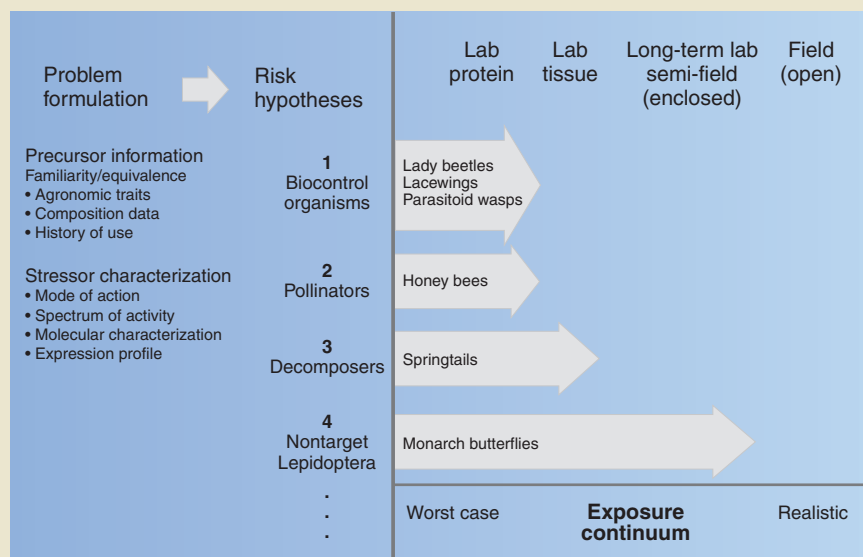 Problem
formulation
Risk
hypotheses
Lab
protein
Lab
tissue
Long-term lab
semi-field
(enclosed)
Field
(open)
Precursor information
Familiarity/equivalence
• Agronomic traits
• Composition data
• History of use
Stressor characterization
• Mode of action
• Spectrum of activity
• Molecular characterization
• Expression profile
1
Biocontrol
organisms
Lady beetles
Lacewings
Parasitoid wasps
2
Pollinators
Honey bees
3
Decomposers
Springtails
4
Nontarget
Lepidoptera
Monarch butterflies
.
.
.
Worst case
Exposure
continuum
Realistic